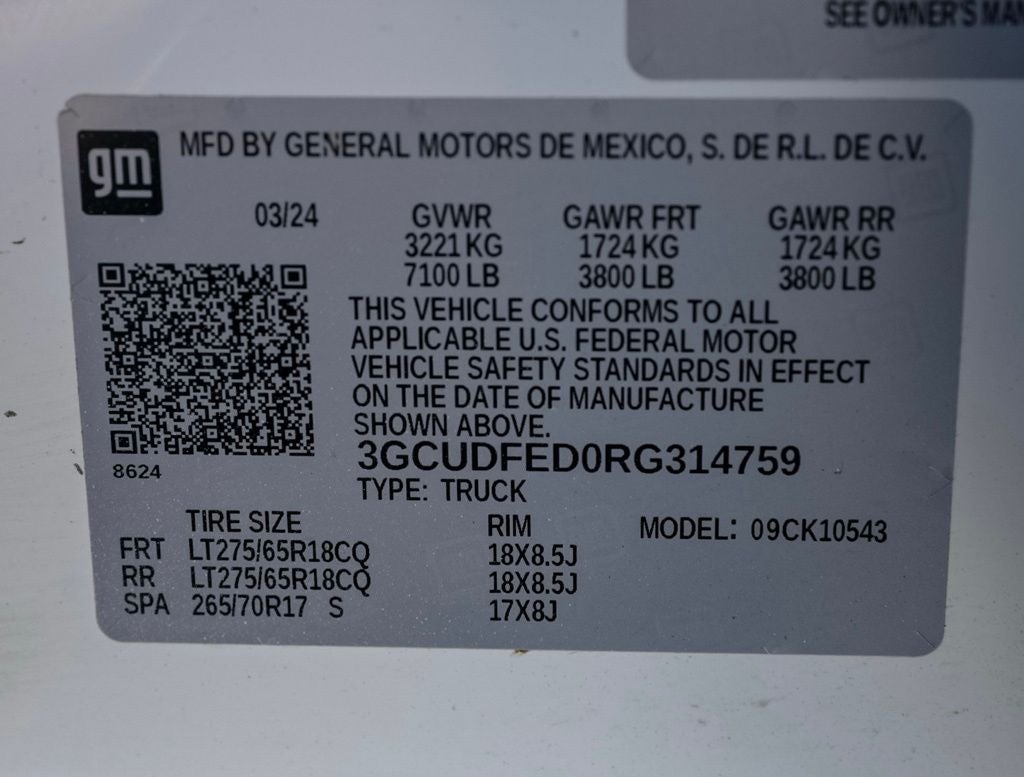 SEE OWNER'S MAN
gm
MFD BY GENERAL MOTORS DE MEXICO, S. DE R.L. DE C.V.
03/24 GVWR GAWR FRT GAWR RR
3221 KG 1724 KG 1724 KG
7100 LB 3800 LB 3800 LB
THIS VEHICLE CONFORMS TO ALL
APPLICABLE U.S. FEDERAL MOTOR
VEHICLE SAFETY STANDARDS IN EFFECT
ON THE DATE OF MANUFACTURE
SHOWN ABOVE.
8624
3GCUDFED0RG314759
TYPE: TRUCK
TIRE SIZE RIM MODEL: 09CK10543
FRT LT275/65R18CQ 18X8.5J
RR LT275/65R18CQ 18X8.5J
SPA 265/70R17 S 17X8J